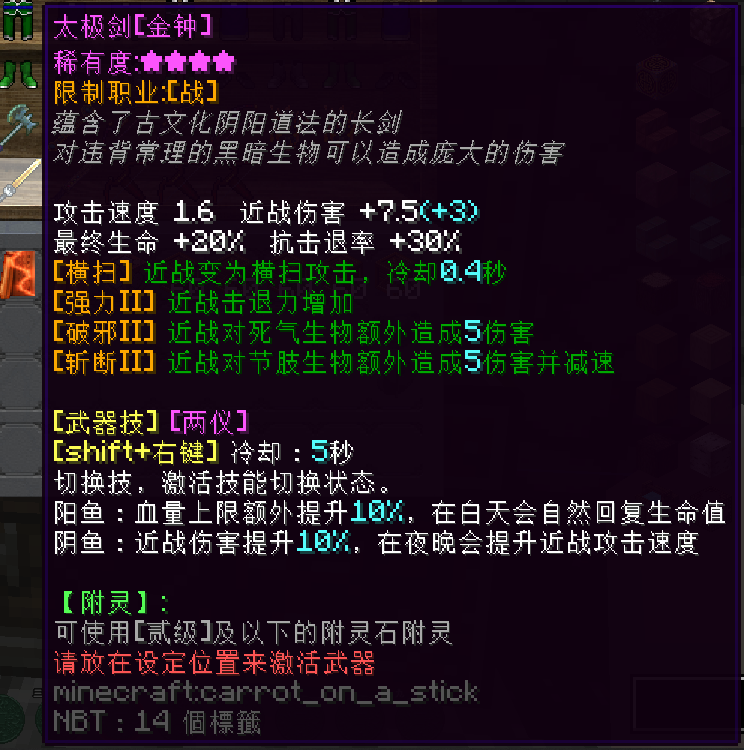 太极剑[金钟]
稀有度:★★★★
限制职业:[战]
蕴含了古文化阴阳道法的长剑
对违背常理的黑暗生物可以造成庞大的伤害
攻击速度 1.6 近战伤害 +7.5(+3)
最终生命 +20% 抗击退率 +30%
[横扫] 近战变为横扫攻击，冷却0.4秒
[强力III] 近战击退力增加
[破邪II] 近战对死气生物额外造成5伤害
[斩断II] 近战对节肢生物额外造成5伤害并减速
[武器技] [两仪]
[shift+右键] 冷却：5秒
切换技，激活技能切换状态。
阳鱼：血量上限额外提升10%，在白天会自然回复生命值
阴鱼：近战伤害提升10%，在夜晚会提升近战攻击速度
【附灵】：
可使用[贰级]及以下的附灵石附灵
请放在设定位置来激活武器
minecraft:carrot_on_a_stick
NBT：14 個標籤